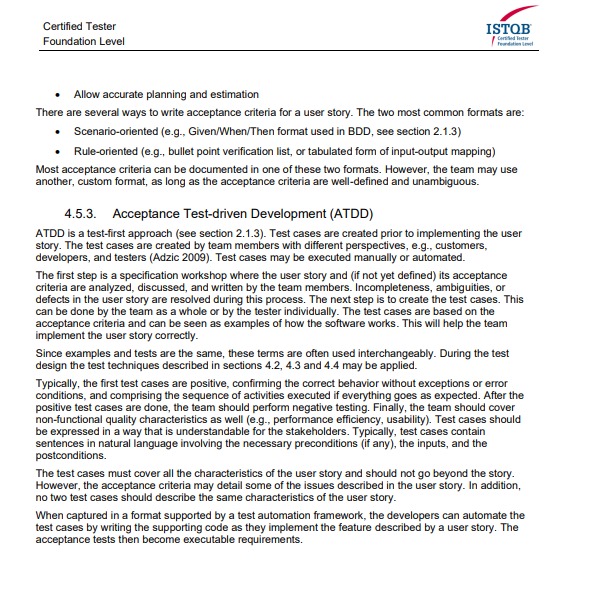 Certified Tester
Foundation Level
ISTQB®
Certified Tester
Foundation Level
• Allow accurate planning and estimation
There are several ways to write acceptance criteria for a user story. The two most common formats are:
• Scenario-oriented (e.g., Given/When/Then format used in BDD, see section 2.1.3)
• Rule-oriented (e.g., bullet point verification list, or tabulated form of input-output mapping)
Most acceptance criteria can be documented in one of these two formats. However, the team may use
another, custom format, as long as the acceptance criteria are well-defined and unambiguous.
4.5.3. Acceptance Test-driven Development (ATDD)
ATDD is a test-first approach (see section 2.1.3). Test cases are created prior to implementing the user
story. The test cases are created by team members with different perspectives, e.g., customers,
developers, and testers (Adzic 2009). Test cases may be executed manually or automated.
The first step is a specification workshop where the user story and (if not yet defined) its acceptance
criteria are analyzed, discussed, and written by the team members. Incompleteness, ambiguities, or
defects in the user story are resolved during this process. The next step is to create the test cases. This
can be done by the team as a whole or by the tester individually. The test cases are based on the
acceptance criteria and can be seen as examples of how the software works. This will help the team
implement the user story correctly.
Since examples and tests are the same, these terms are often used interchangeably. During the test
design the test techniques described in sections 4.2, 4.3 and 4.4 may be applied.
Typically, the first test cases are positive, confirming the correct behavior without exceptions or error
conditions, and comprising the sequence of activities executed if everything goes as expected. After the
positive test cases are done, the team should perform negative testing. Finally, the team should cover
non-functional quality characteristics as well (e.g., performance efficiency, usability). Test cases should
be expressed in a way that is understandable for the stakeholders. Typically, test cases contain
sentences in natural language involving the necessary preconditions (if any), the inputs, and the
postconditions.
The test cases must cover all the characteristics of the user story and should not go beyond the story.
However, the acceptance criteria may detail some of the issues described in the user story. In addition,
no two test cases should describe the same characteristics of the user story.
When captured in a format supported by a test automation framework, the developers can automate the
test cases by writing the supporting code as they implement the feature described by a user story. The
acceptance tests then become executable requirements.